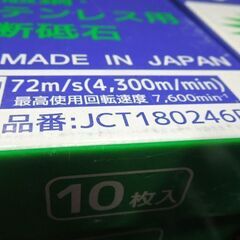 テンレス用
断砥石
MADE IN JAPAN
72m/s(4,300m/min)
最高使用回転速度 7,600min⁻¹
品番:JCT180246
10枚入